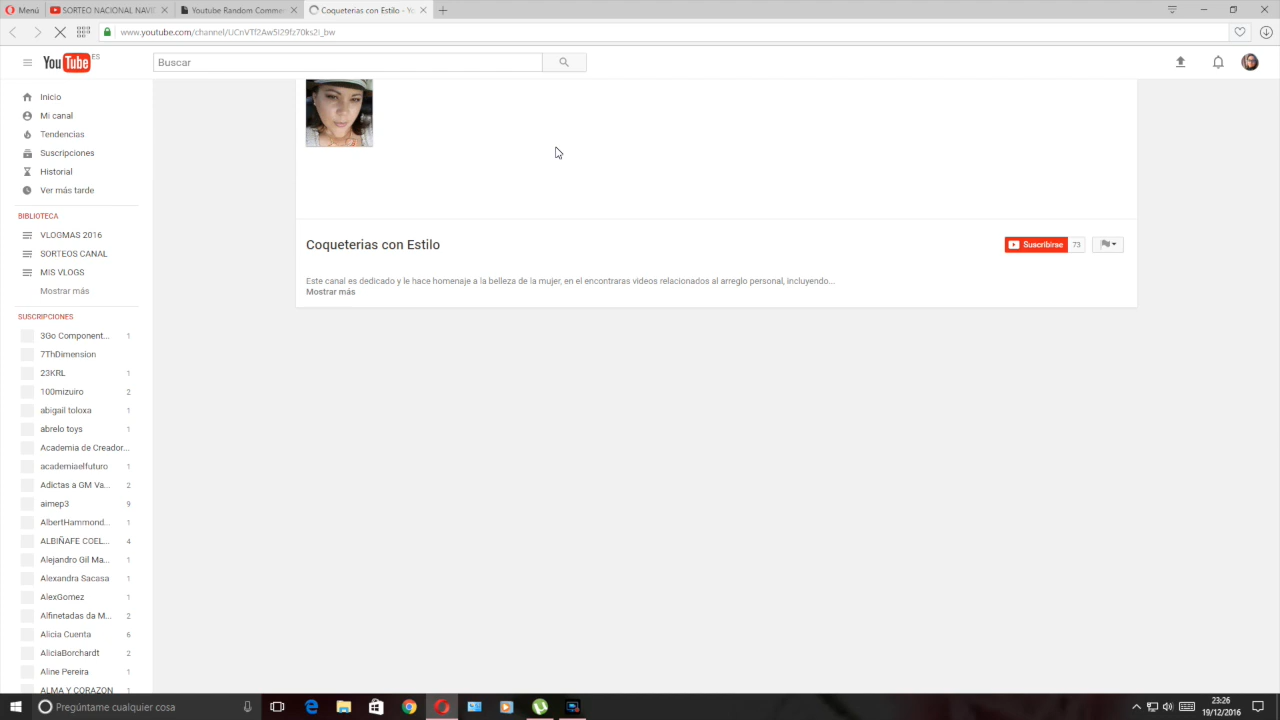 Menú
SORTEO NACIONAL NAVIE
Youtube Random Commen
Coqueterias con Estilo - Yo
www.youtube.com/channel/UCnVTf2Aw5I29fz70ks2I_bw
YouTube ES
Buscar
Inicio
Mi canal
Tendencias
Suscripciones
Historial
Ver más tarde
BIBLIOTECA
VLOGMAS 2016
SORTEOS CANAL
MIS VLOGS
Mostrar más
SUSCRIPCIONES
3Go Component... 1
7ThDimension
23KRL 1
100mizuiro 2
abigail toloxa 1
abrelo toys 1
Academia de Creador...
academiaelfuturo 1
Adictas a GM Va... 2
aimep3 9
AlbertHammond... 1
ALBIÑAFE COEL... 4
Alejandro Gil Ma... 1
Alexandra Sacasa 1
AlexGomez 1
Alfinetadas da M... 2
Alicia Cuenta 6
AliciaBorchardt 2
Aline Pereira 1
ALMA Y CORAZON
Coqueterias con Estilo
Suscribirse 73
Este canal es dedicado y le hace homenaje a la belleza de la mujer, en el encontraras videos relacionados al arreglo personal, incluyendo...
Mostrar más
Pregúntame cualquier cosa
23:26
19/12/2016